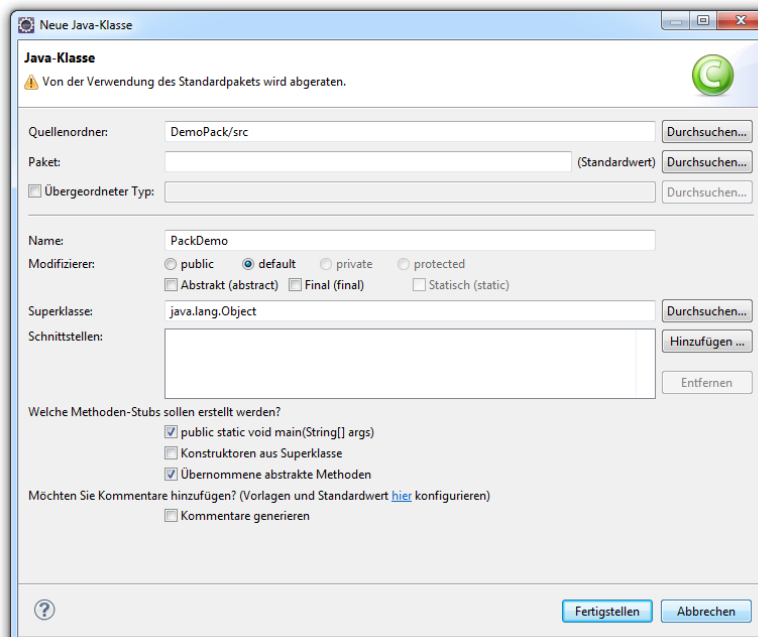 Neue Java-Klasse
Java-Klasse
Von der Verwendung des Standardpakets wird abgeraten.
Quellenordner: DemoPack/src Durchsuchen...
Paket: (Standardwert) Durchsuchen...
Übergeordneter Typ: Durchsuchen...
Name: PackDemo
Modifizierer: public default private protected
Abstrakt (abstract) Final (final) Statisch (static)
Superklasse: java.lang.Object Durchsuchen...
Schnittstellen: Hinzufügen ...
Entfernen
Welche Methoden-Stubs sollen erstellt werden?
public static void main(String[] args)
Konstruktoren aus Superklasse
Übernommene abstrakte Methoden
Möchten Sie Kommentare hinzufügen? (Vorlagen und Standardwert hier konfigurieren)
Kommentare generieren
Fertigstellen Abbrechen